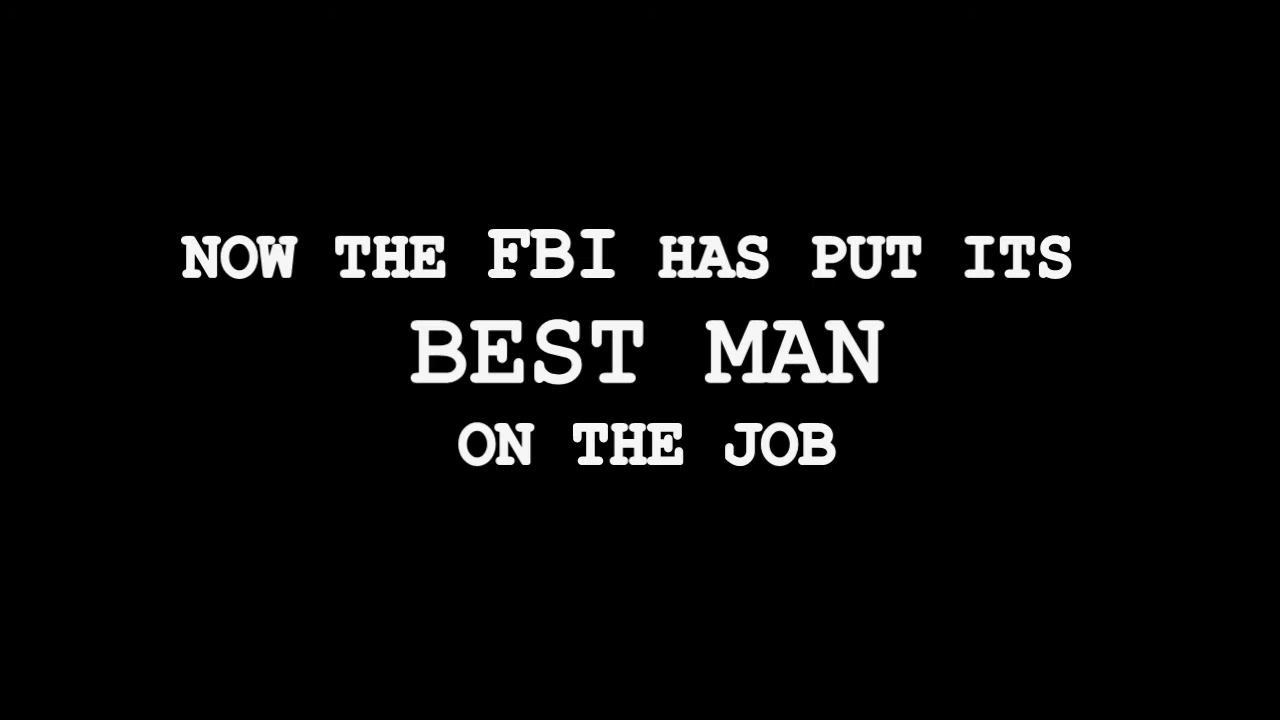 NOW THE FBI HAS PUT ITS
BEST MAN
ON THE JOB